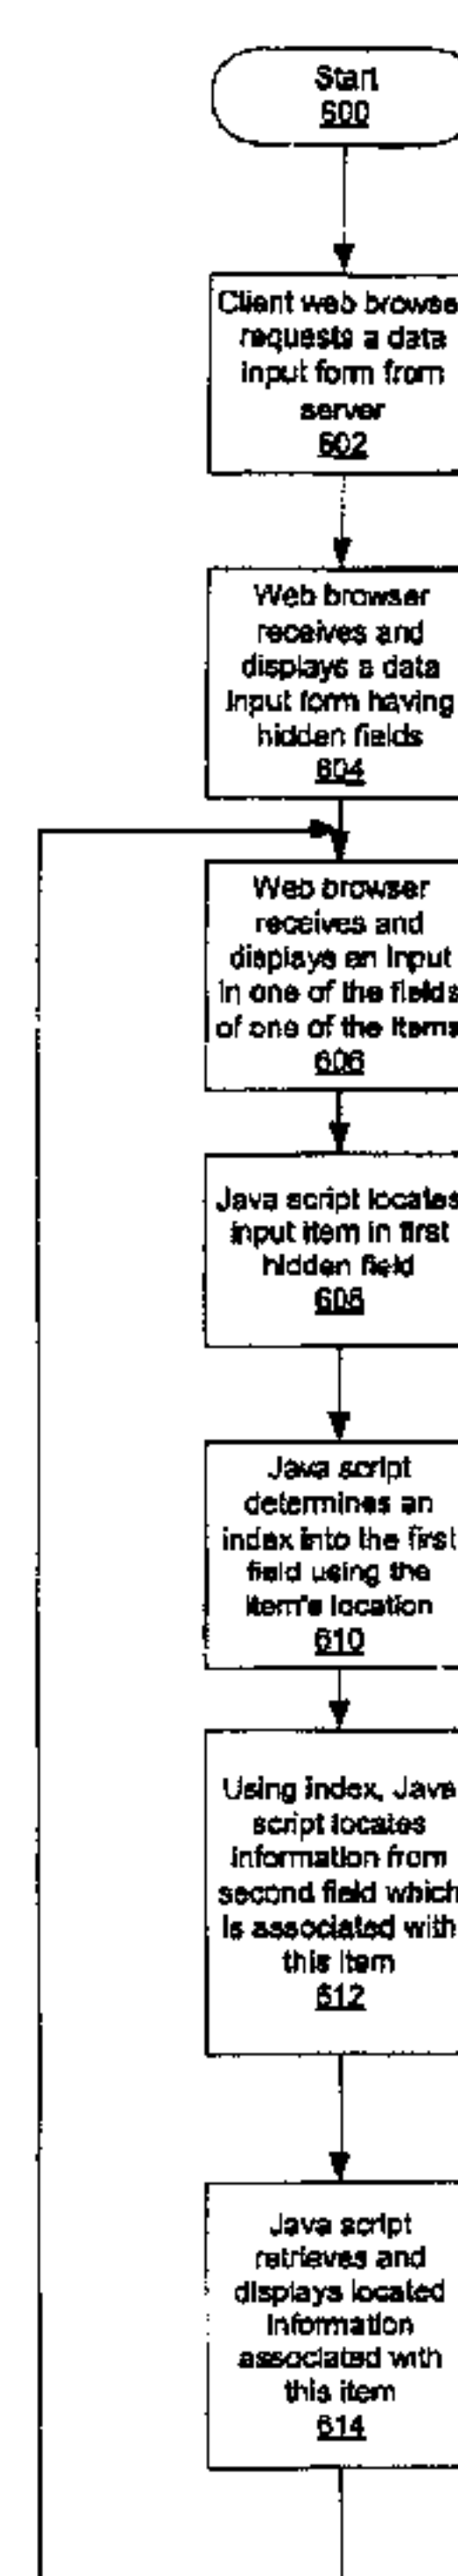 Start
600
Client web browse
requests a data
input form from
server
602
Web browser
receives and
displays a data
input form having
hidden fields
604
Web browser
receives and
displays an input
in one of the fields
of one of the items
606
Java script locates
input item in first
hidden field
608
Java script
determines an
index into the first
field using the
item's location
610
Using index, Java
script locates
information from
second field which
is associated with
this item
612
Java script
retrieves and
displays located
information
associated with
this item
614